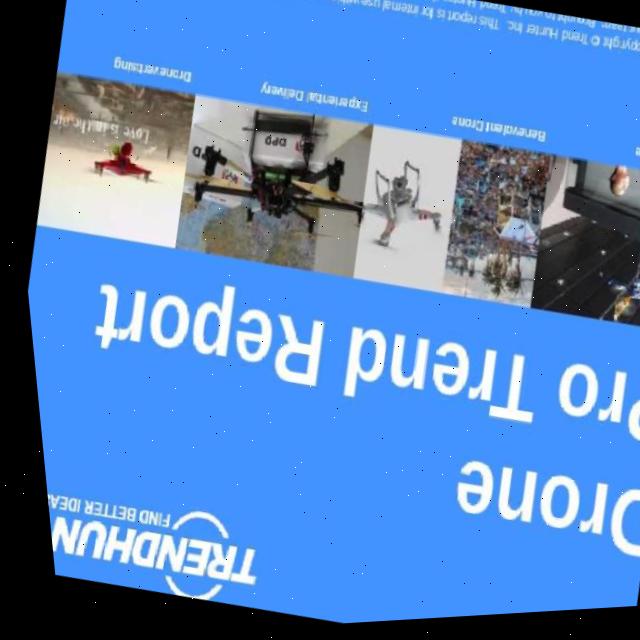 TRENDHUN
FIND BETTER IDEA
Drone
Pro Trend Report
DPD
Benevolent Drone
Experiential Delivery
Dronevertising
Copyright © Trend Hunter Inc. This report is for internal use